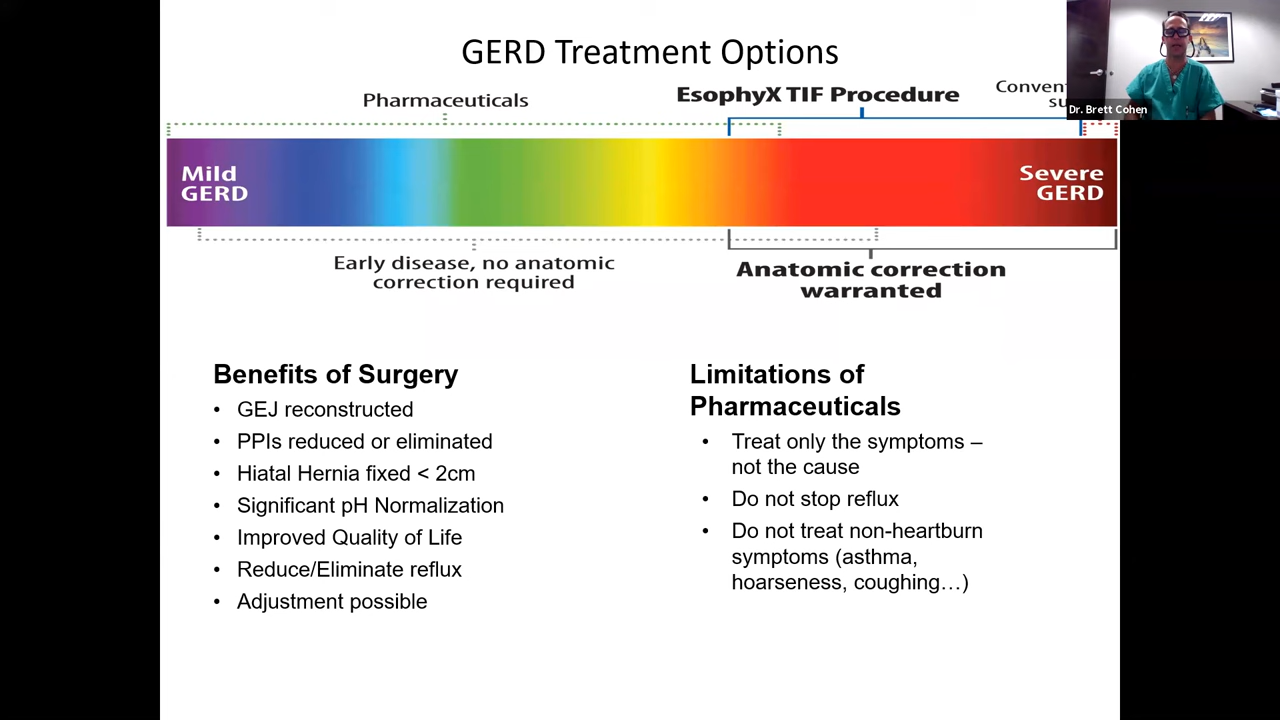 GERD Treatment Options
Pharmaceuticals
EsophyX TIF Procedure
Dr. Brett Cohen
Mild
GERD
Severe
GERD
Early disease, no anatomic
correction required
Anatomic correction
warranted
Benefits of Surgery
• GEJ reconstructed
• PPIs reduced or eliminated
• Hiatal Hernia fixed < 2cm
• Significant pH Normalization
• Improved Quality of Life
• Reduce/Eliminate reflux
• Adjustment possible
Limitations of
Pharmaceuticals
• Treat only the symptoms –
not the cause
• Do not stop reflux
• Do not treat non-heartburn
symptoms (asthma,
hoarseness, coughing…)